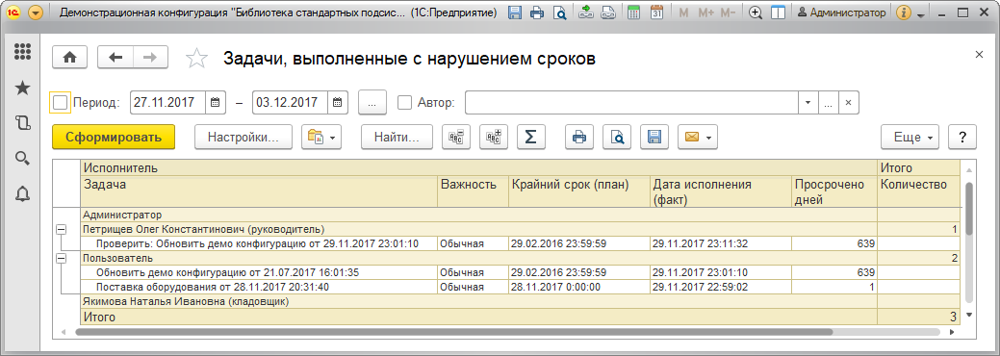 Демонстрационная конфигурация "Библиотека стандартных подсис... (1С:Предприятие) M M+ M- Администратор
Задачи, выполненные с нарушением сроков
Период: 27.11.2017 – 03.12.2017 ... Автор: ...
Сформировать Настройки... Найти... Еще ?
Исполнитель Итого
Задача Важность Крайний срок (план) Дата исполнения (факт) Просрочено дней Количество
Администратор
Петрищев Олег Константинович (руководитель) 1
Проверить: Обновить демо конфигурацию от 29.11.2017 23:01:10 Обычная 29.02.2016 23:59:59 29.11.2017 23:11:32 639
Пользователь 2
Обновить демо конфигурацию от 21.07.2016 16:01:35 Обычная 29.02.2016 23:59:59 29.11.2017 23:01:10 639
Поставка оборудования от 28.11.2017 20:31:40 Обычная 28.11.2017 0:00:00 29.11.2017 22:59:02 1
Якимова Наталья Ивановна (кладовщик)
Итого 3